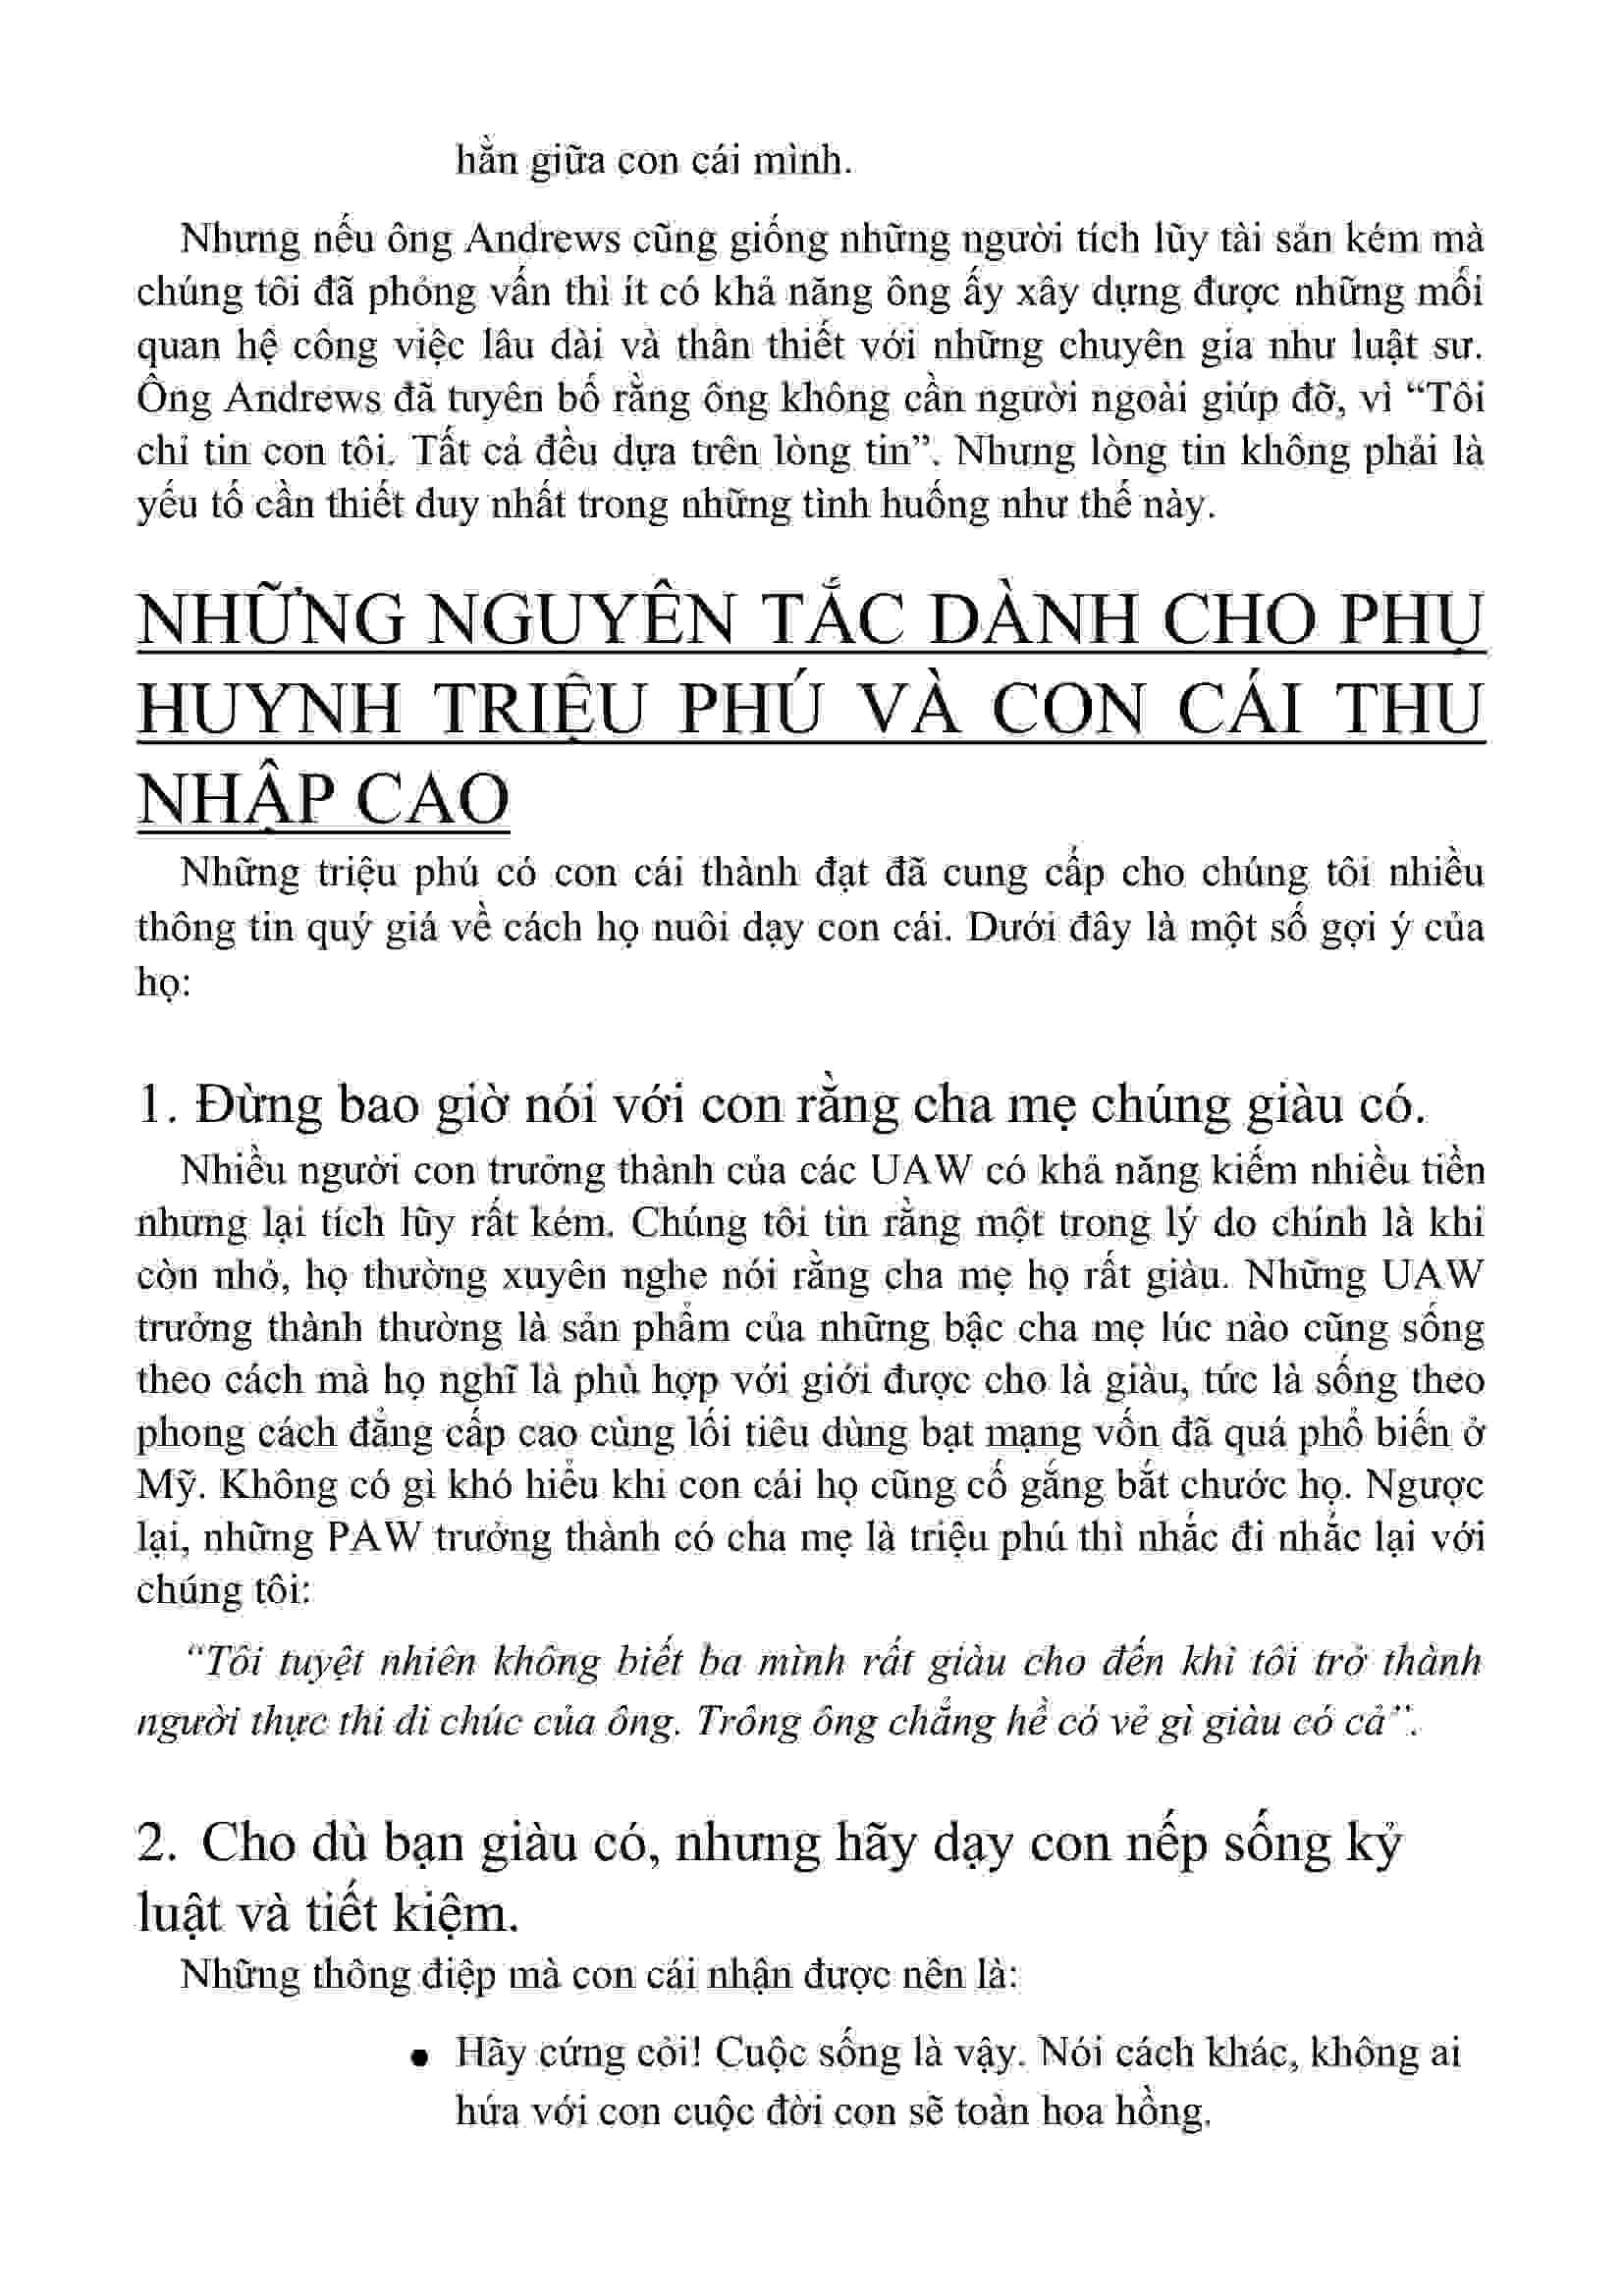 hằn giữa con cái mình.
Nhưng nếu ông Andrews cũng giống những người tích lũy tài sản kém mà
chúng tôi đã phỏng vấn thì ít có khả năng ông ấy xây dựng được những mối
quan hệ công việc lâu dài và thân thiết với những chuyên gia như luật sư.
Ông Andrews đã tuyên bố rằng ông không cần người ngoài giúp đỡ, vì “Tôi
chỉ tin con tôi. Tất cả đều dựa trên lòng tin”. Nhưng lòng tin không phải là
yếu tố cần thiết duy nhất trong những tình huống như thế này.
NHỮNG NGUYÊN TẮC DÀNH CHO PHỤ
HUYNH TRIỆU PHÚ VÀ CON CÁI THU
NHẬP CAO
Những triệu phú có con cái thành đạt đã cung cấp cho chúng tôi nhiều
thông tin quý giá về cách họ nuôi dạy con cái. Dưới đây là một số gợi ý của
họ:
1. Đừng bao giờ nói với con rằng cha mẹ chúng giàu có.
Nhiều người con trưởng thành của các UAW có khả năng kiếm nhiều tiền
nhưng lại tích lũy rất kém. Chúng tôi tin rằng một trong lý do chính là khi
còn nhỏ, họ thường xuyên nghe nói rằng cha mẹ họ rất giàu. Những UAW
trưởng thành thường là sản phẩm của những bậc cha mẹ lúc nào cũng sống
theo cách mà họ nghĩ là phù hợp với giới được cho là giàu, tức là sống theo
phong cách đẳng cấp cao cùng lối tiêu dùng bạt mạng vốn đã quá phổ biến ở
Mỹ. Không có gì khó hiểu khi con cái họ cũng cố gắng bắt chước họ. Ngược
lại, những PAW trưởng thành có cha mẹ là triệu phú thì nhắc đi nhắc lại với
chúng tôi:
“Tôi tuyệt nhiên không biết ba mình rất giàu cho đến khi tôi trở thành
người thực thi di chúc của ông. Trông ông chẳng hề có vẻ gì giàu có cả”.
2. Cho dù bạn giàu có, nhưng hãy dạy con nếp sống kỷ
luật và tiết kiệm.
Những thông điệp mà con cái nhận được nên là:
● Hãy cứng cỏi! Cuộc sống là vậy. Nói cách khác, không ai
hứa với con cuộc đời con sẽ toàn hoa hồng.